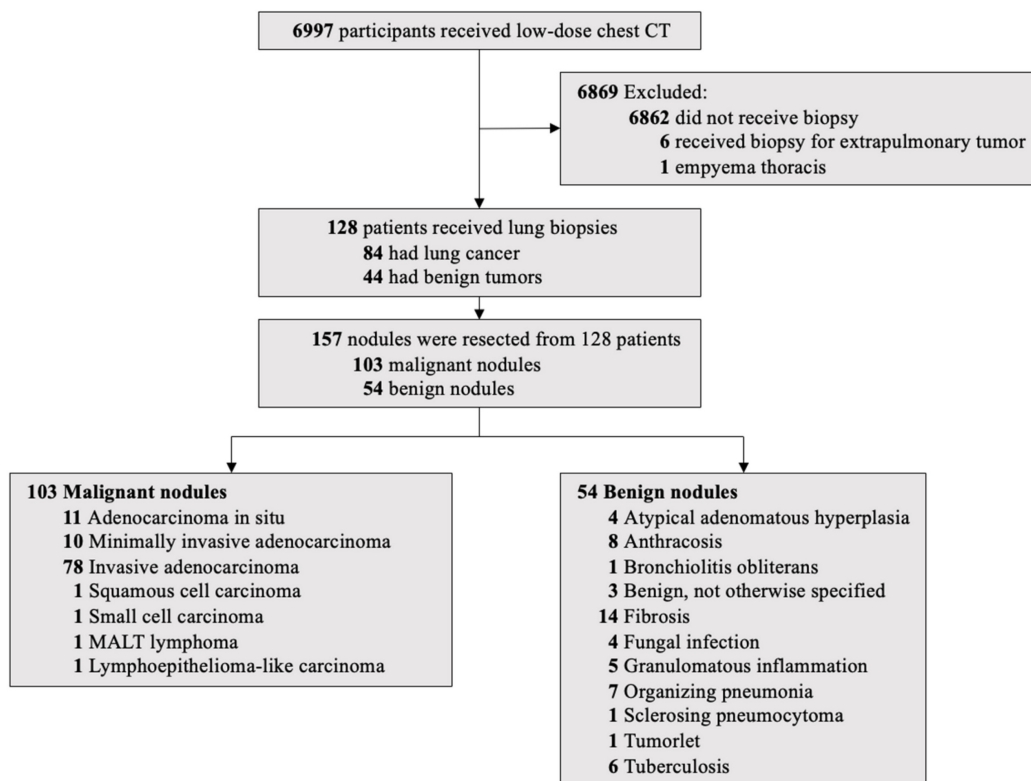 6997 participants received low-dose chest CT
6869 Excluded:
6862 did not receive biopsy
6 received biopsy for extrapulmonary tumor
1 empyema thoracis
128 patients received lung biopsies
84 had lung cancer
44 had benign tumors
157 nodules were resected from 128 patients
103 malignant nodules
54 benign nodules
103 Malignant nodules
11 Adenocarcinoma in situ
10 Minimally invasive adenocarcinoma
78 Invasive adenocarcinoma
1 Squamous cell carcinoma
1 Small cell carcinoma
1 MALT lymphoma
1 Lymphoepithelioma-like carcinoma
54 Benign nodules
4 Atypical adenomatous hyperplasia
8 Anthracosis
1 Bronchiolitis obliterans
3 Benign, not otherwise specified
14 Fibrosis
4 Fungal infection
5 Granulomatous inflammation
7 Organizing pneumonia
1 Sclerosing pneumocytoma
1 Tumorlet
6 Tuberculosis